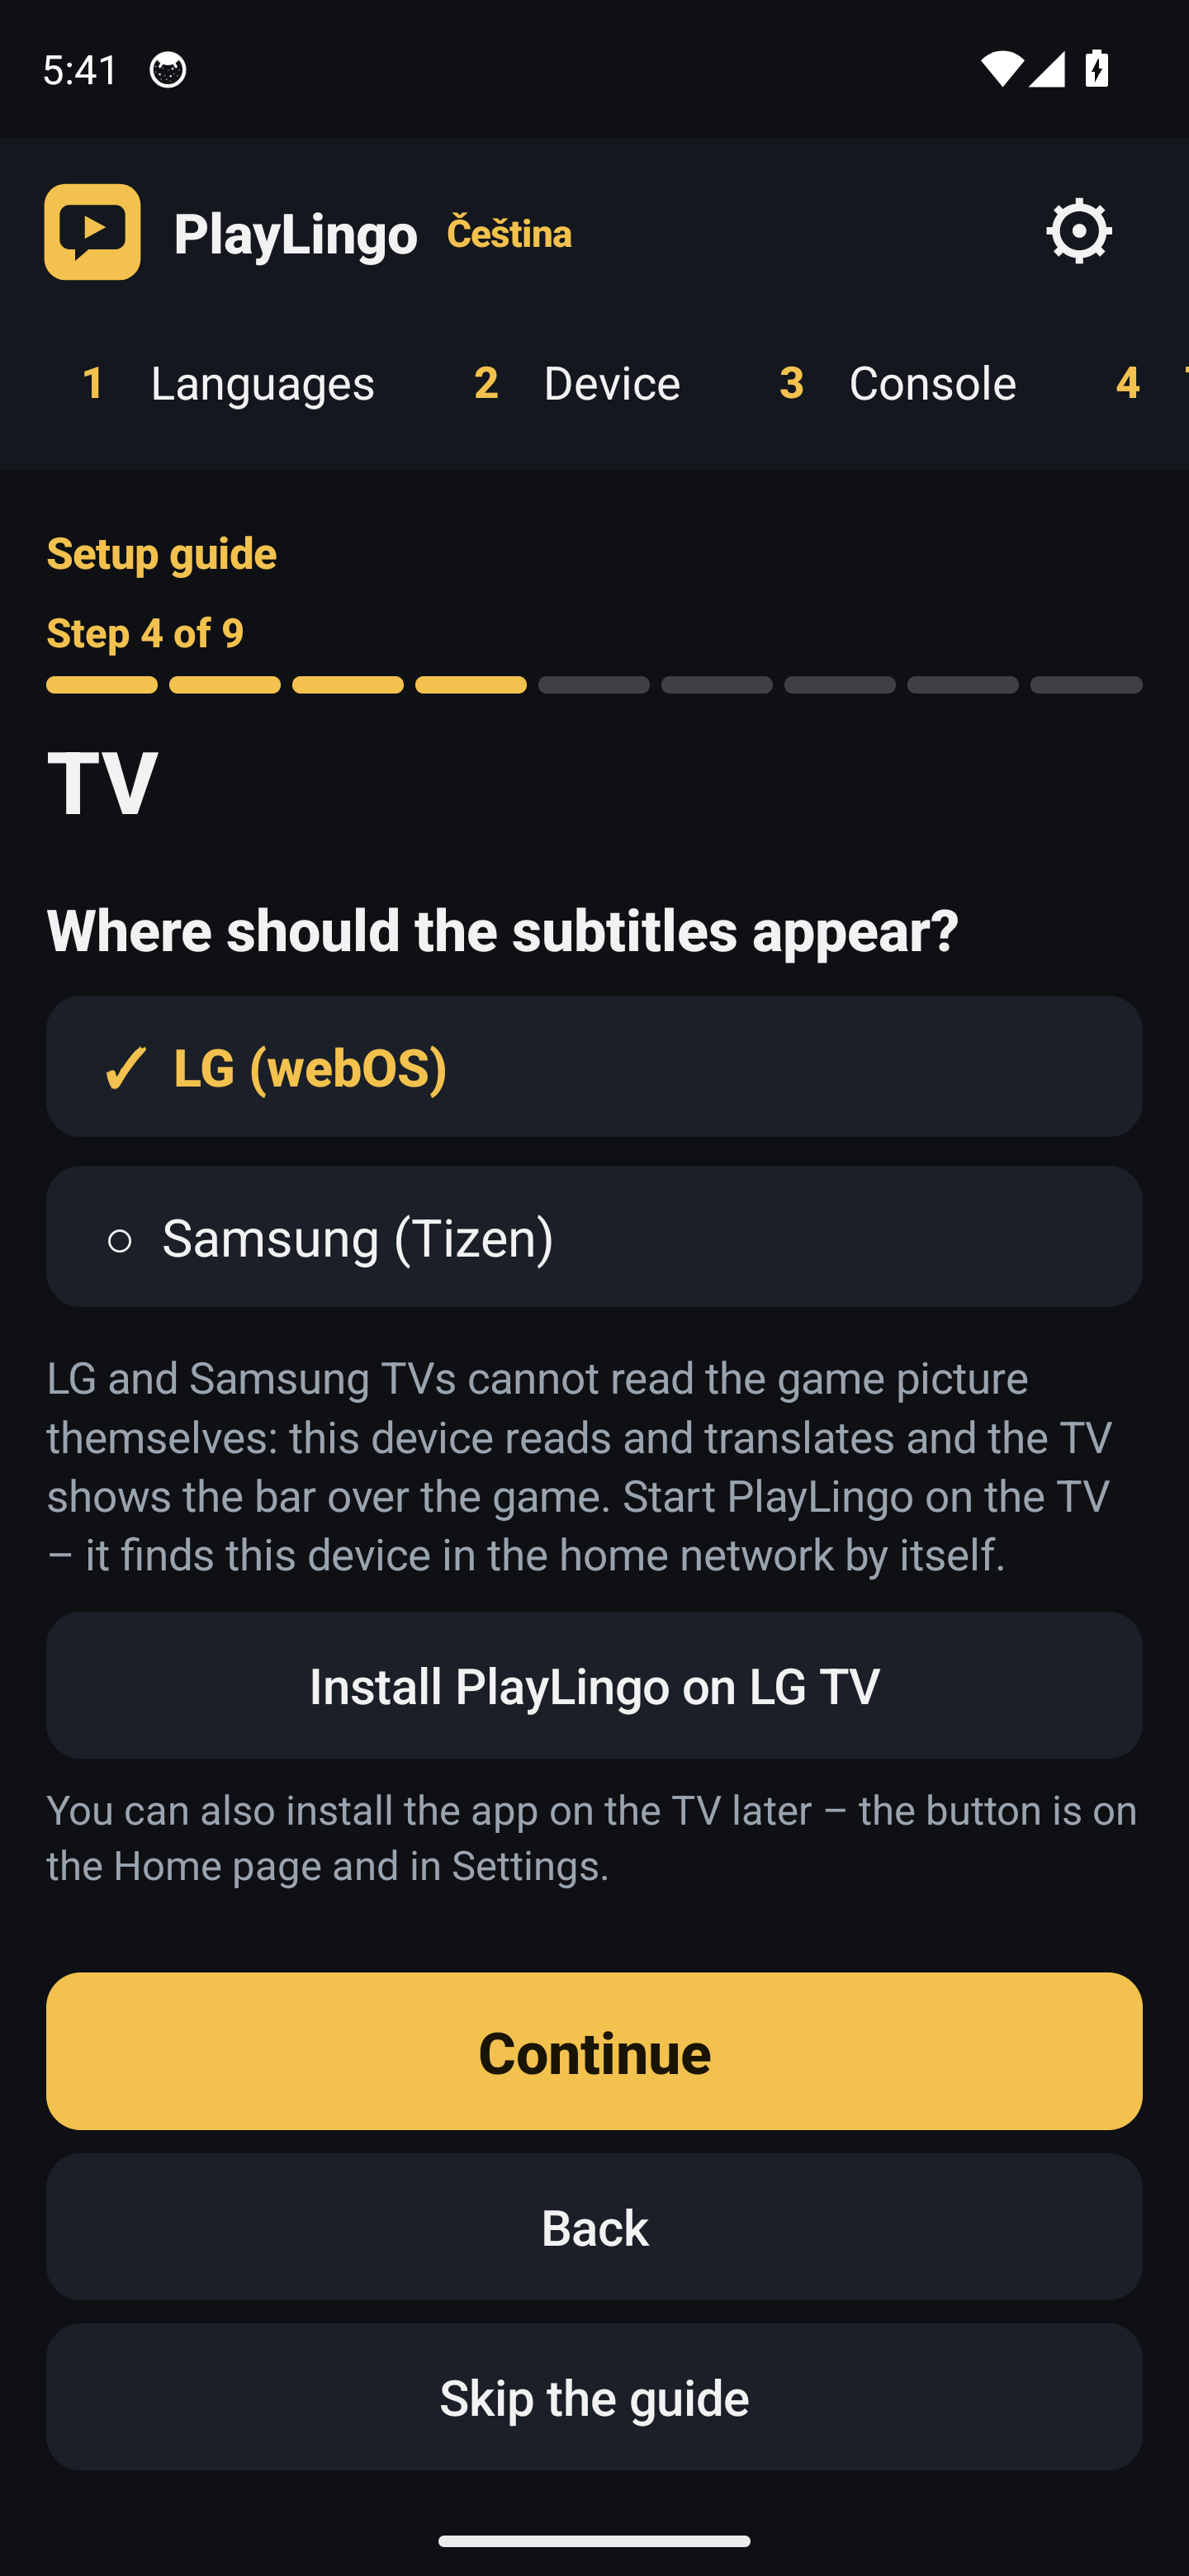 5:41
PlayLingo Čeština
1 Languages 2 Device 3 Console 4
Setup guide
Step 4 of 9
TV
Where should the subtitles appear?
✓ LG (webOS)
○ Samsung (Tizen)
LG and Samsung TVs cannot read the game picture
themselves: this device reads and translates and the TV
shows the bar over the game. Start PlayLingo on the TV
– it finds this device in the home network by itself.
Install PlayLingo on LG TV
You can also install the app on the TV later – the button is on
the Home page and in Settings.
Continue
Back
Skip the guide